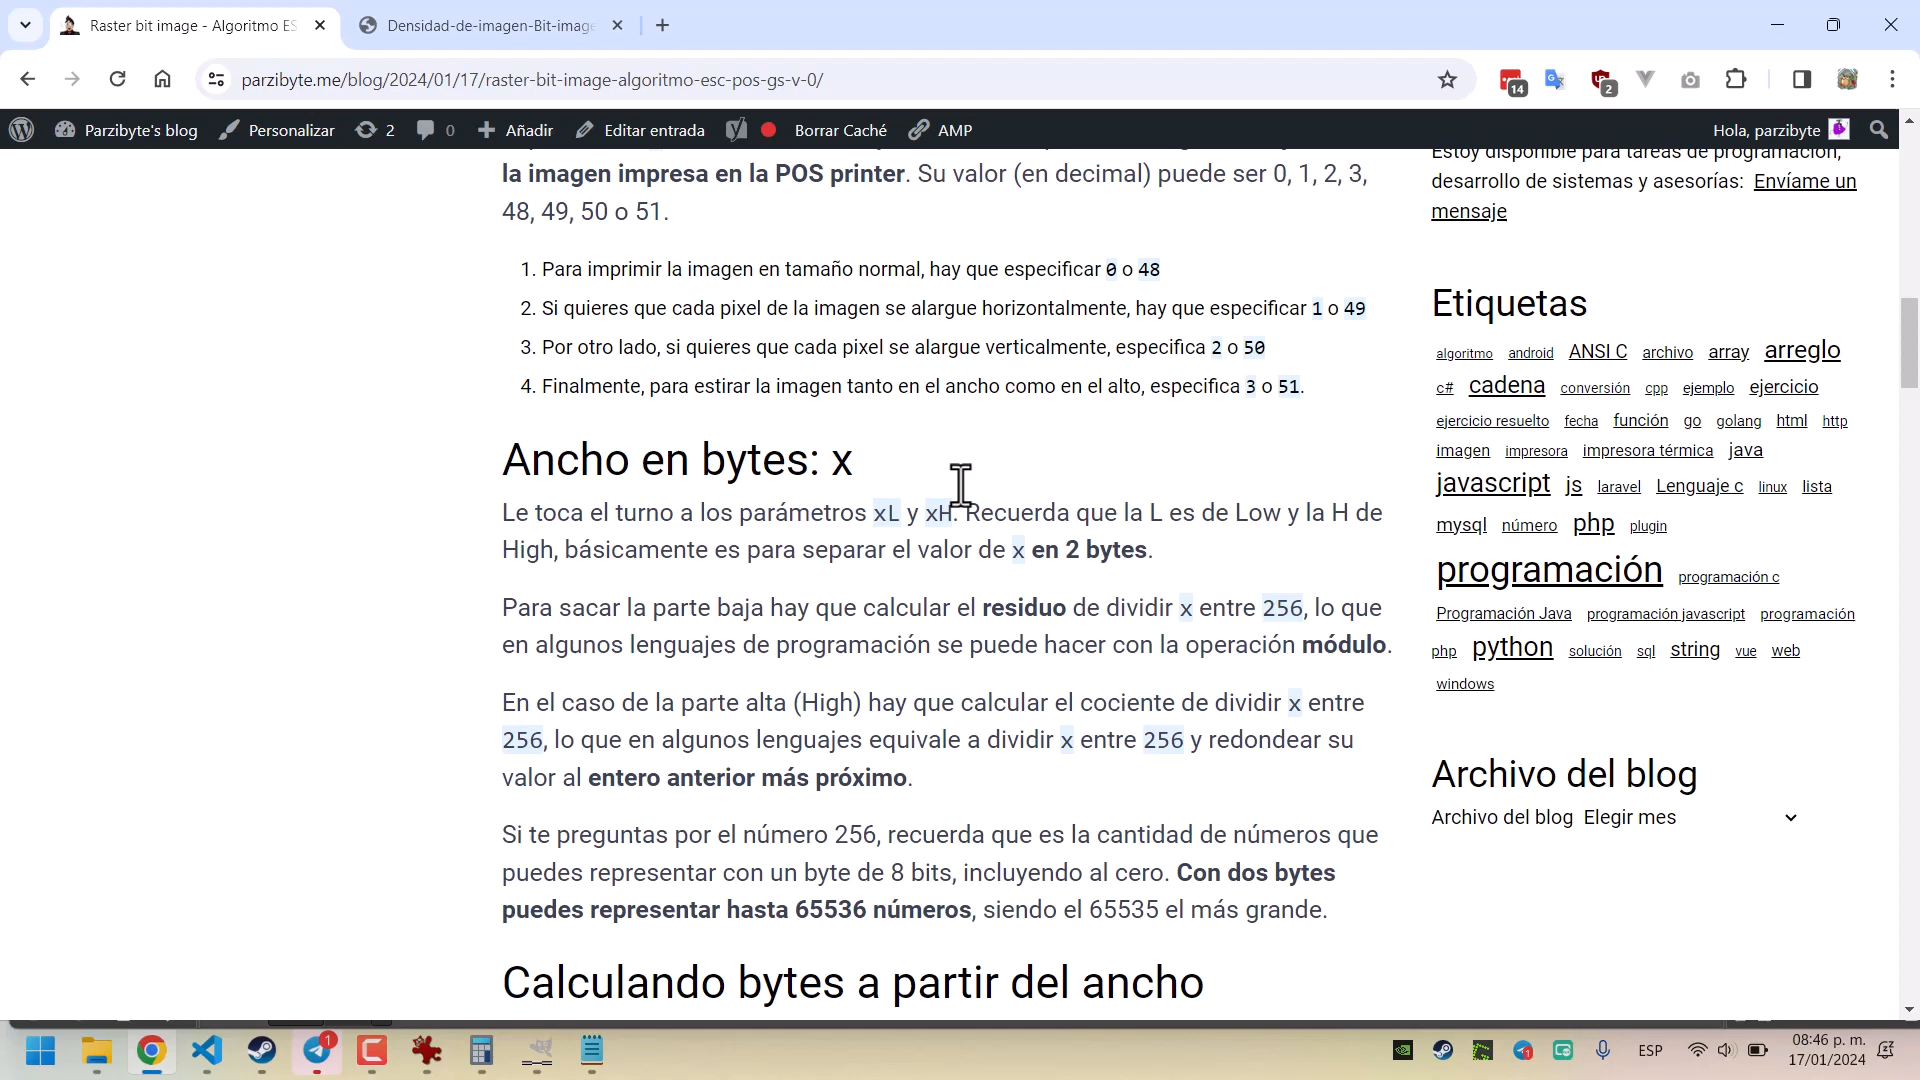 Raster bit image - Algoritmo ES
Densidad-de-imagen-Bit-image
parzibyte.me/blog/2024/01/17/raster-bit-image-algoritmo-esc-pos-gs-v-0/
14
2
Parzibyte's blog
Personalizar
2
0
Añadir
Editar entrada
Borrar Caché
AMP
Hola, parzibyte
la imagen impresa en la POS printer. Su valor (en decimal) puede ser 0, 1, 2, 3,
48, 49, 50 o 51.
1. Para imprimir la imagen en tamaño normal, hay que especificar 0 o 48
2. Si quieres que cada pixel de la imagen se alargue horizontalmente, hay que especificar 1 o 49
3. Por otro lado, si quieres que cada pixel se alargue verticalmente, especifica 2 o 50
4. Finalmente, para estirar la imagen tanto en el ancho como en el alto, especifica 3 o 51.
Ancho en bytes: x
Le toca el turno a los parámetros xL y xH. Recuerda que la L es de Low y la H de
High, básicamente es para separar el valor de x en 2 bytes.
Para sacar la parte baja hay que calcular el residuo de dividir x entre 256, lo que
en algunos lenguajes de programación se puede hacer con la operación módulo.
En el caso de la parte alta (High) hay que calcular el cociente de dividir x entre
256, lo que en algunos lenguajes equivale a dividir x entre 256 y redondear su
valor al entero anterior más próximo.
Si te preguntas por el número 256, recuerda que es la cantidad de números que
puedes representar con un byte de 8 bits, incluyendo al cero. Con dos bytes
puedes representar hasta 65536 números, siendo el 65535 el más grande.
Calculando bytes a partir del ancho
Estoy disponible para tareas de programación,
desarrollo de sistemas y asesorías: Envíame un
mensaje
Etiquetas
algoritmo android ANSI C archivo array arreglo
c# cadena conversión cpp ejemplo ejercicio
ejercicio resuelto fecha función go golang html http
imagen impresora impresora térmica java
javascript js laravel Lenguaje c linux lista
mysql número php plugin
programación programación c
Programación Java programación javascript programación
php python solución sql string vue web
windows
Archivo del blog
Archivo del blog Elegir mes
1
1
ESP
08:46 p. m.
17/01/2024